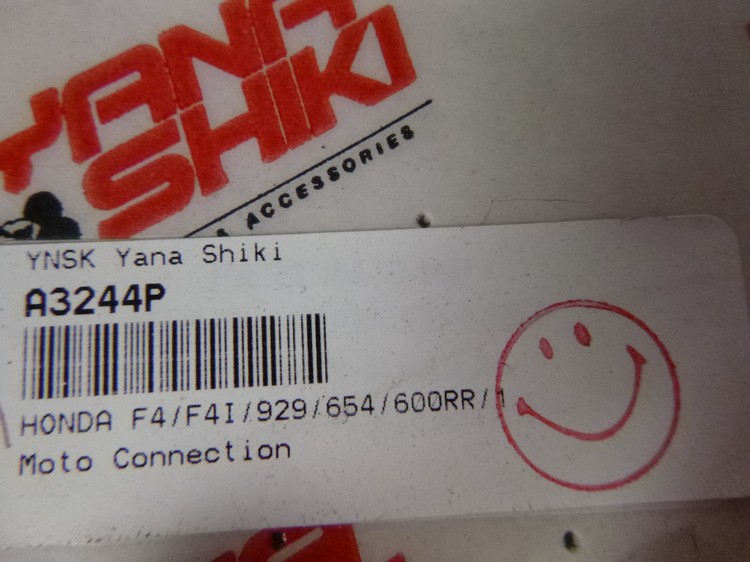 YANA
SHIKI
& ACCESSORIES
YNSK Yana Shiki
A3244P
HONDA F4/F4I/929/654/600RR/1
Moto Connection